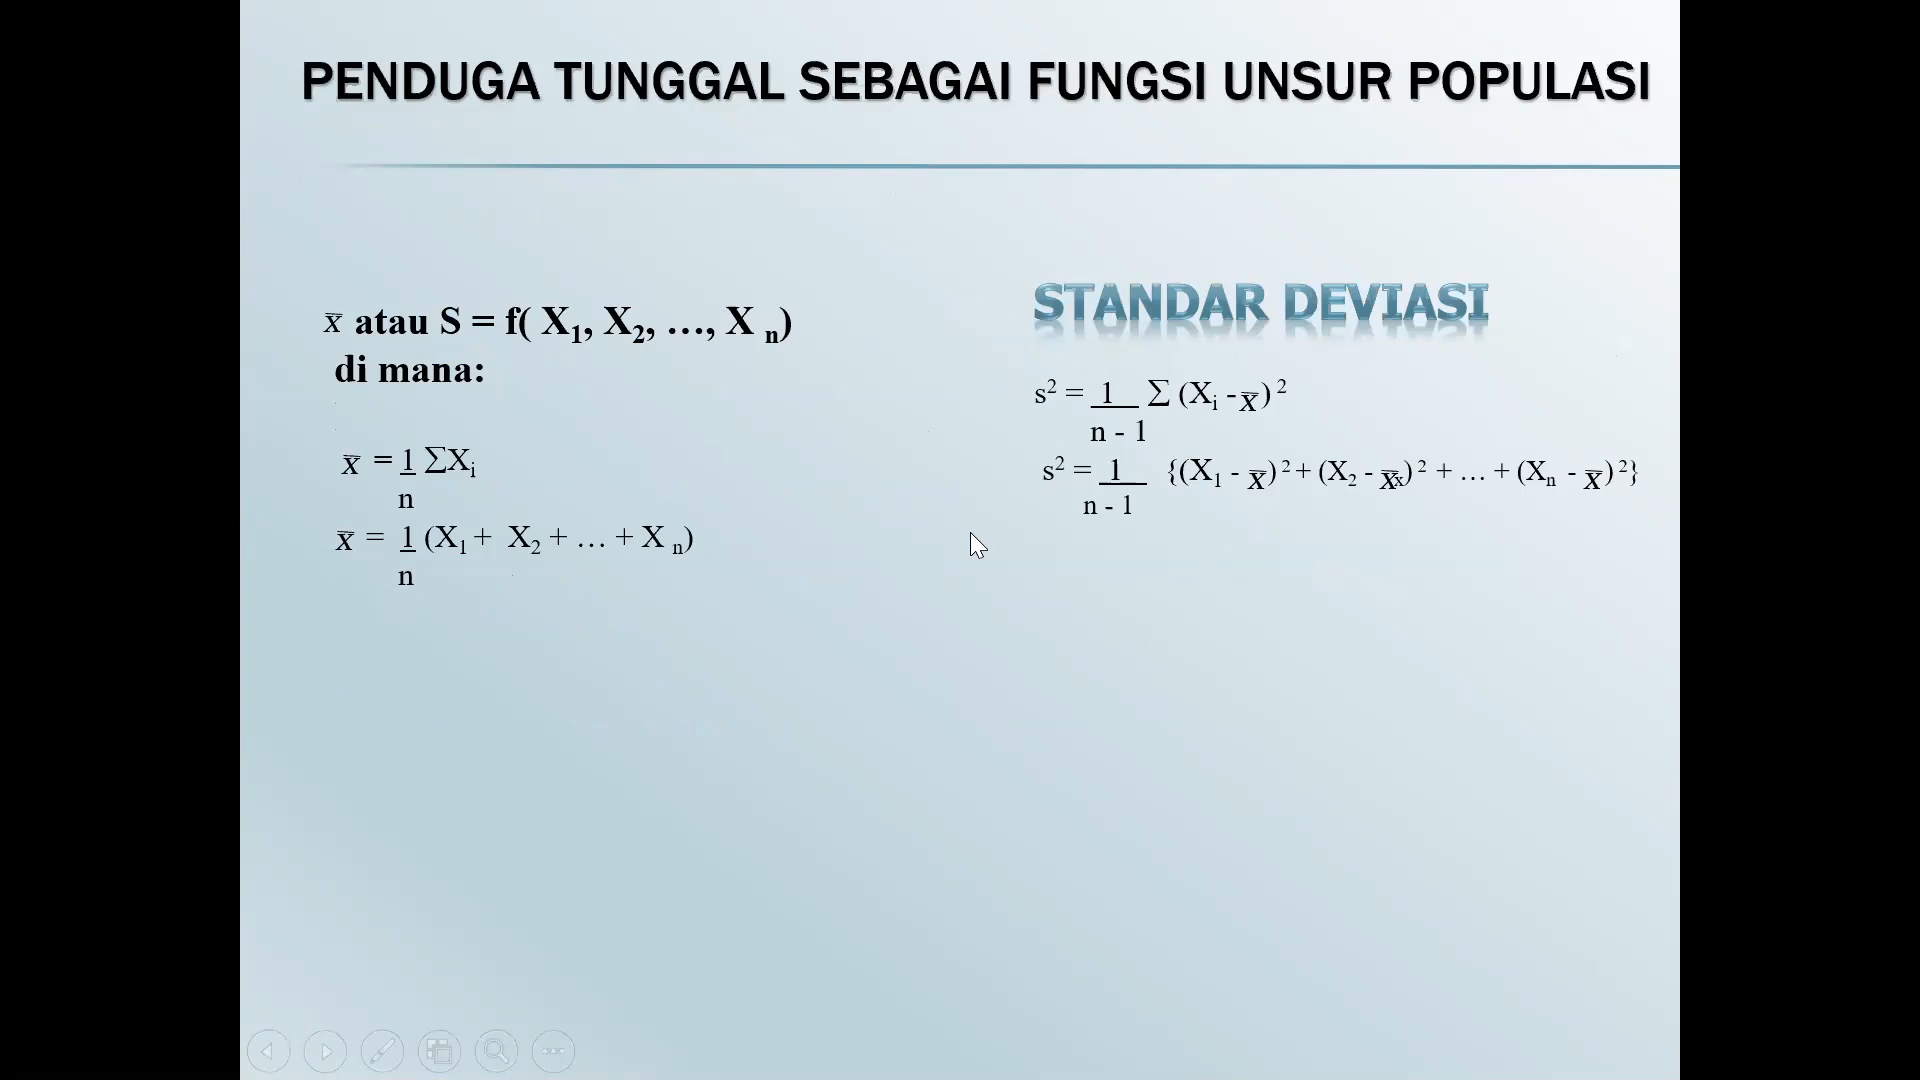 PENDUGA TUNGGAL SEBAGAI FUNGSI UNSUR POPULASI
x̅ atau S = f( X₁, X₂, …, X ₙ)
di mana:
x̅ = 1 ∑Xᵢ
n
x̅ = 1 (X₁ + X₂ + … + X ₙ)
n
STANDAR DEVIASI
s² = 1 ∑ (Xᵢ - x̅) ²
n - 1
s² = 1 {(X₁ - x̅) ² + (X₂ - x̅ₓ) ² + … + (Xₙ - x̅) ²}
n - 1